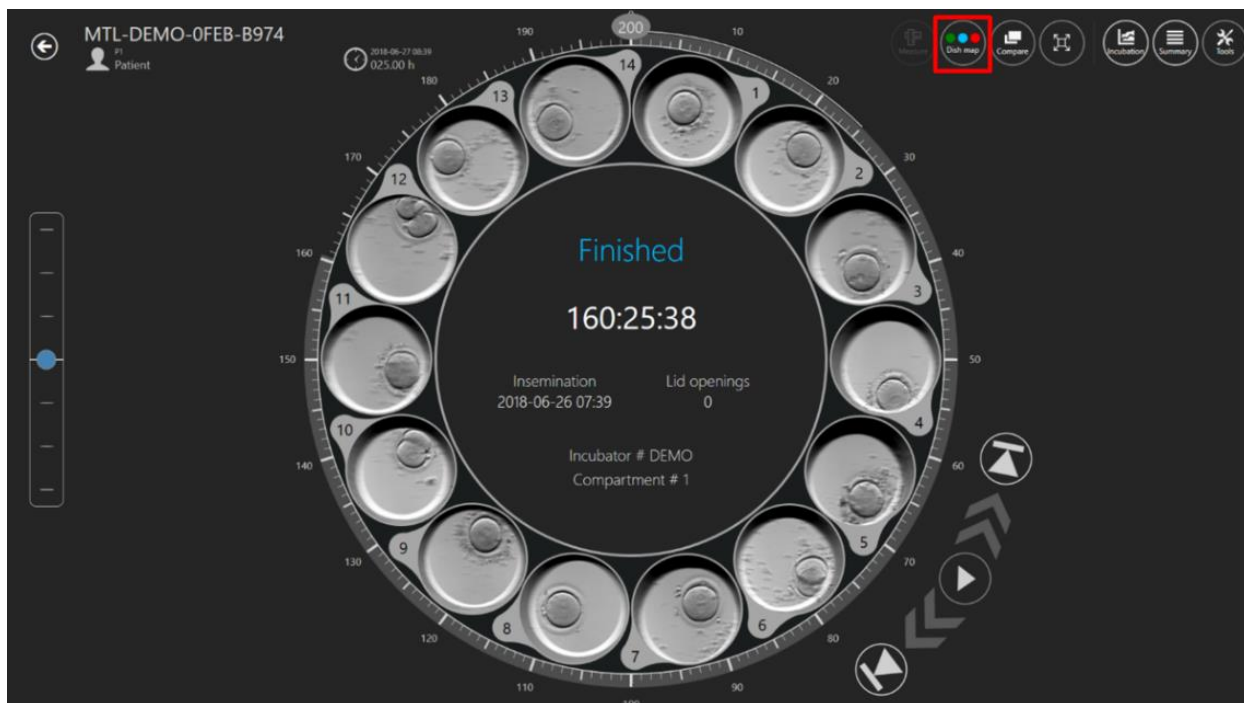 MTL-DEMO-0FEB-B974
P1
Patient
2018-06-27 08:39
025.00 h
Measure
Dish map
Compare
Incubation
Summary
Tools
200
10
20
30
40
50
60
70
80
90
100
110
120
130
140
150
160
170
180
190
1
2
3
4
5
6
7
8
9
10
11
12
13
14
Finished
160:25:38
Insemination
2018-06-26 07:39
Lid openings
0
Incubator # DEMO
Compartment # 1